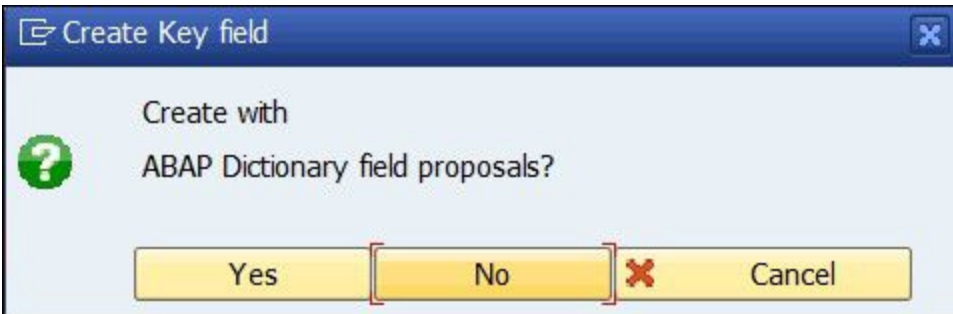 Create Key field
Create with
ABAP Dictionary field proposals?
Yes No Cancel